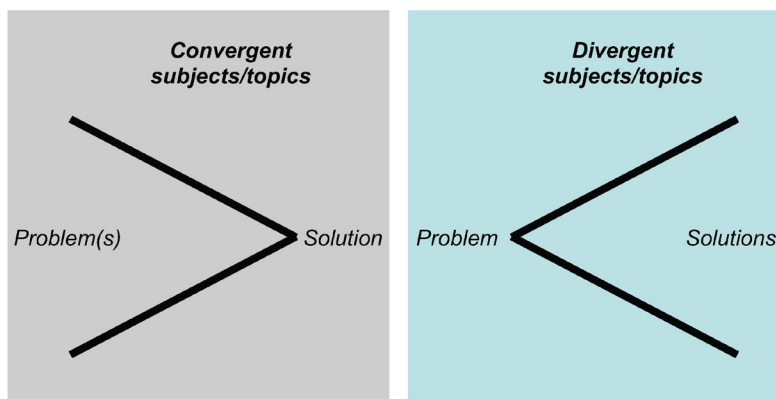 Convergent
subjects/topics
Problem(s)
Solution
Divergent
subjects/topics
Problem
Solutions